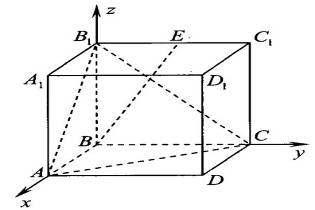 z
B₁ E C₁
A₁ D₁
B C y
A D
x